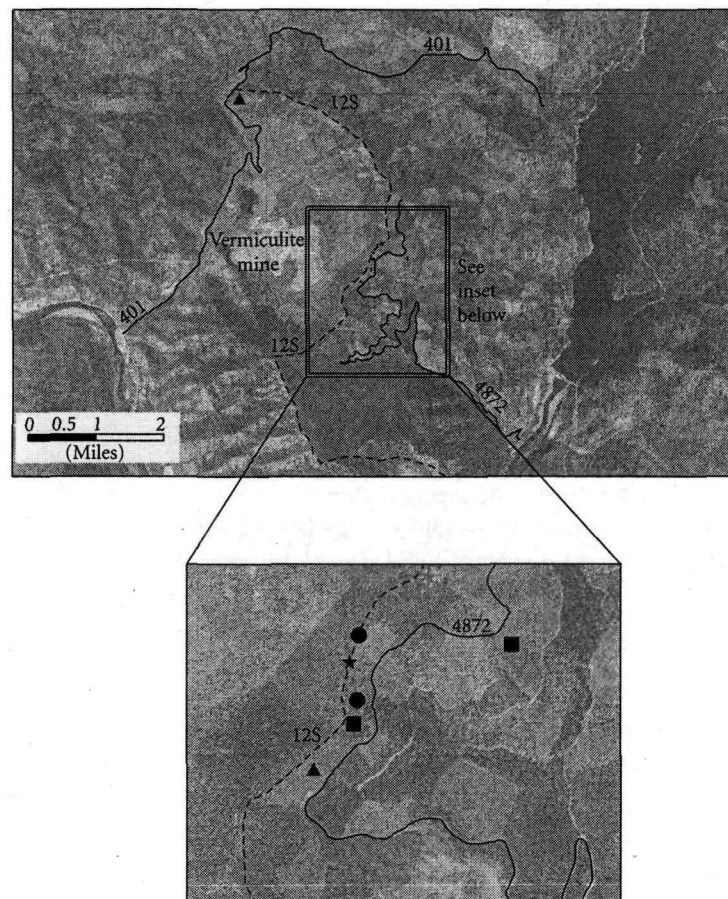 401
12S
Vermiculite
mine
See
inset
below
401
12S
4872
0 0.5 1 2
(Miles)
4872
12S